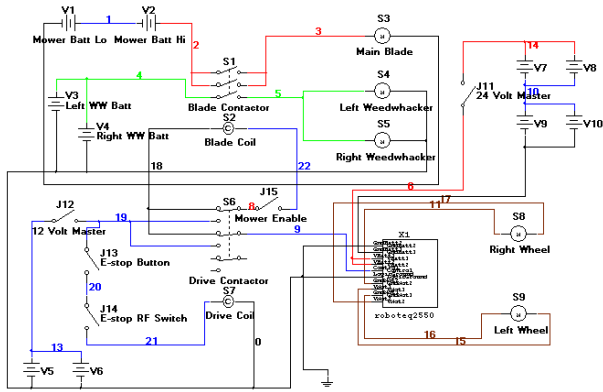 V1
1
V2
Mower Batt Lo
Mower Batt Hi
2
3
S3
Main Blade
14
V7
V8
10
J11
24 Volt Master
V9
V10
S1
4
V3
Left WW Batt
Blade Contactor
5
S4
Left Weedwhacker
V4
Right WW Batt
S2
Blade Coil
S5
Right Weedwhacker
18
22
6
17
11
J12
12 Volt Master
19
S6
8
J15
Mower Enable
9
X1
S8
Right Wheel
J13
E-stop Button
Drive Contactor
20
S7
J14
E-stop RF Switch
Drive Coil
roboteq2550
S9
Left Wheel
21
0
16
15
13
V5
V6